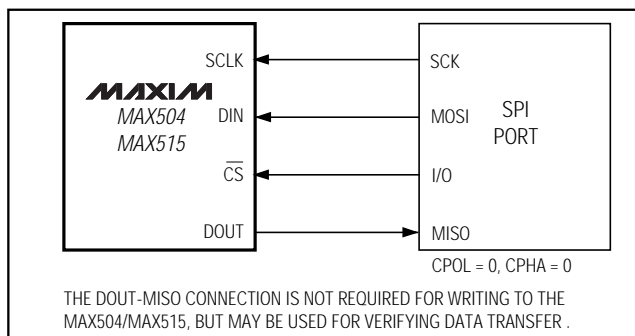 SCLK SCK
MAXIM
MAX504 DIN MOSI SPI
MAX515 PORT
C̅S̅ I/O
DOUT MISO
CPOL = 0, CPHA = 0
THE DOUT-MISO CONNECTION IS NOT REQUIRED FOR WRITING TO THE
MAX504/MAX515, BUT MAY BE USED FOR VERIFYING DATA TRANSFER .